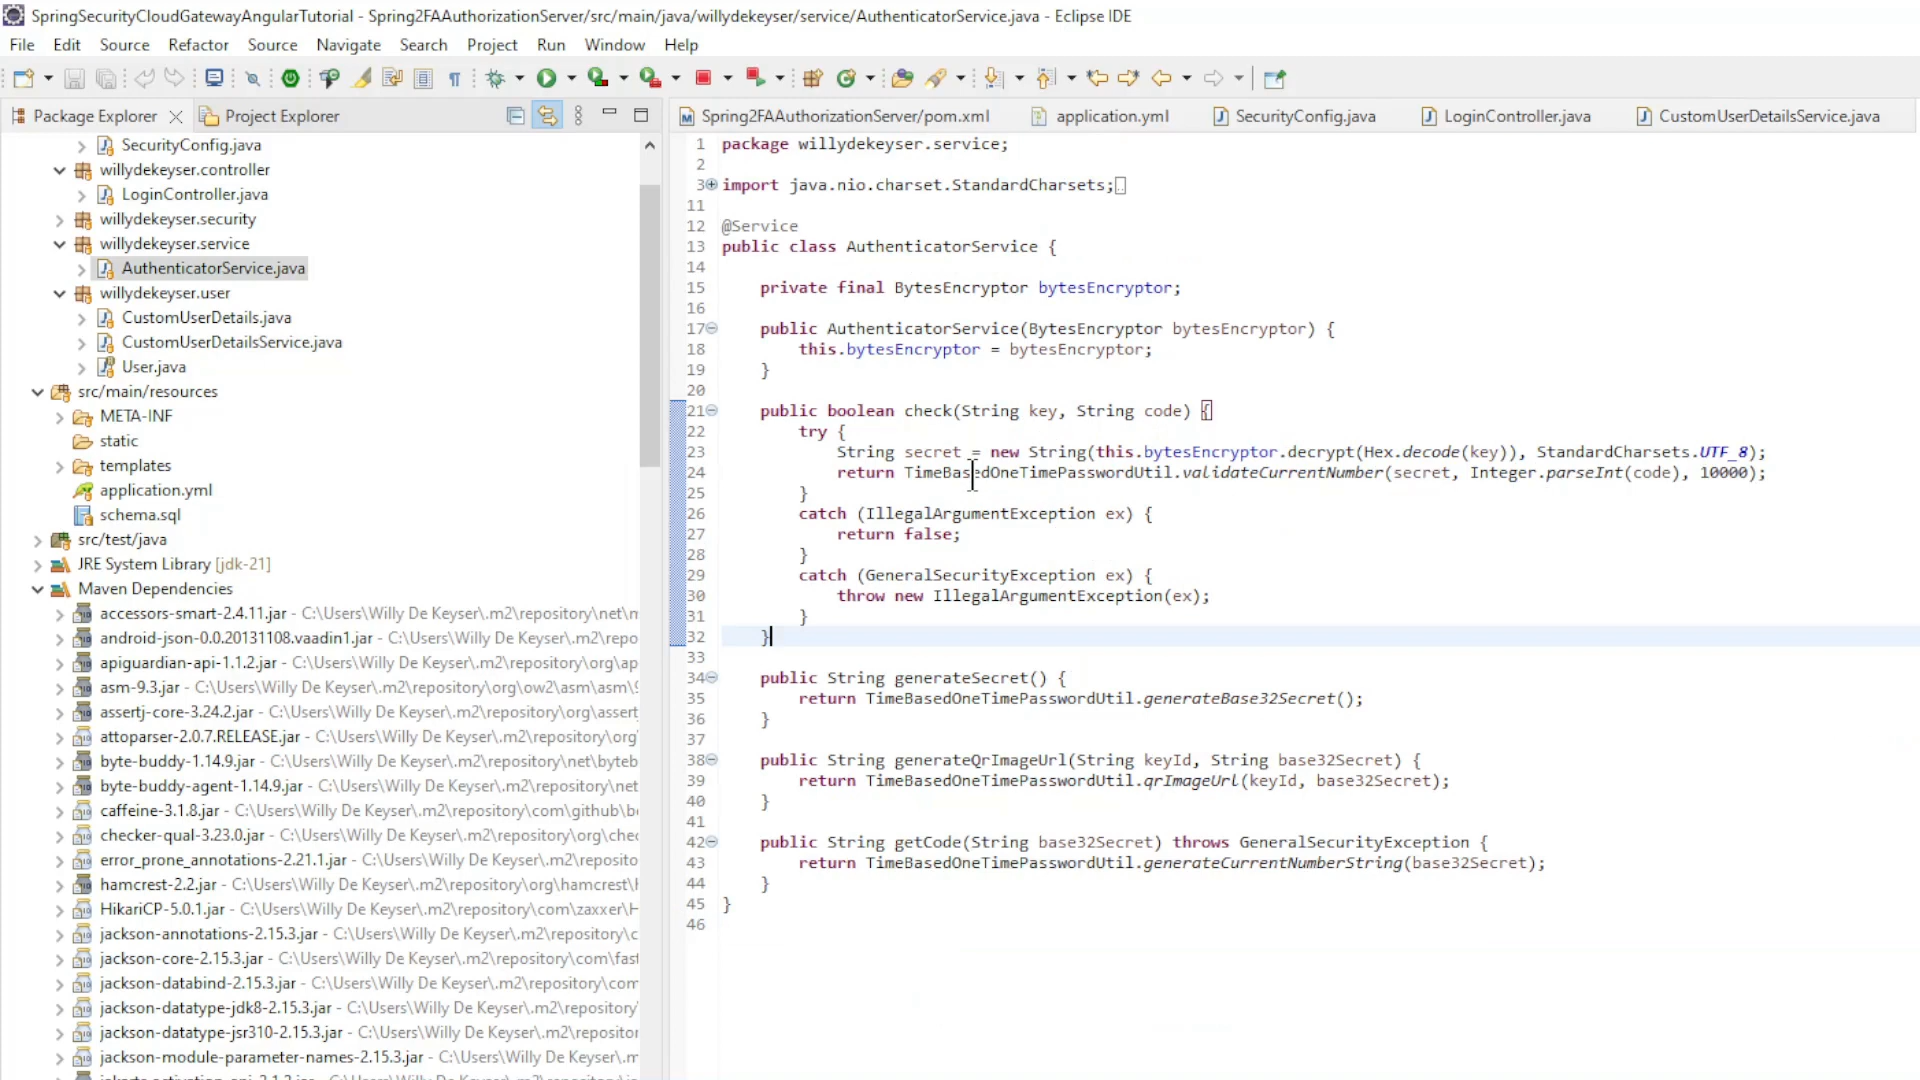 SpringSecurityCloudGatewayAngularTutorial - Spring2FAAuthorizationServer/src/main/java/willydekeyser/service/AuthenticatorService.java - Eclipse IDE
File Edit Source Refactor Source Navigate Search Project Run Window Help
Package Explorer Project Explorer
SecurityConfig.java
willydekeyser.controller
LoginController.java
willydekeyser.security
willydekeyser.service
AuthenticatorService.java
willydekeyser.user
CustomUserDetails.java
CustomUserDetailsService.java
User.java
src/main/resources
META-INF
static
templates
application.yml
schema.sql
src/test/java
JRE System Library [jdk-21]
Maven Dependencies
accessors-smart-2.4.11.jar - C:\Users\Willy De Keyser\.m2\repository\net\m
android-json-0.0.20131108.vaadin1.jar - C:\Users\Willy De Keyser\.m2\repo
apiguardian-api-1.1.2.jar - C:\Users\Willy De Keyser\.m2\repository\org\ap
asm-9.3.jar - C:\Users\Willy De Keyser\.m2\repository\org\ow2\asm\asm\9
assertj-core-3.24.2.jar - C:\Users\Willy De Keyser\.m2\repository\org\assert
attoparser-2.0.7.RELEASE.jar - C:\Users\Willy De Keyser\.m2\repository\org
byte-buddy-1.14.9.jar - C:\Users\Willy De Keyser\.m2\repository\net\byteb
byte-buddy-agent-1.14.9.jar - C:\Users\Willy De Keyser\.m2\repository\net
caffeine-3.1.8.jar - C:\Users\Willy De Keyser\.m2\repository\com\github\be
checker-qual-3.23.0.jar - C:\Users\Willy De Keyser\.m2\repository\org\chec
error_prone_annotations-2.21.1.jar - C:\Users\Willy De Keyser\.m2\reposito
hamcrest-2.2.jar - C:\Users\Willy De Keyser\.m2\repository\org\hamcrest\
HikariCP-5.0.1.jar - C:\Users\Willy De Keyser\.m2\repository\com\zaxxer\H
jackson-annotations-2.15.3.jar - C:\Users\Willy De Keyser\.m2\repository\c
jackson-core-2.15.3.jar - C:\Users\Willy De Keyser\.m2\repository\com\fast
jackson-databind-2.15.3.jar - C:\Users\Willy De Keyser\.m2\repository\com
jackson-datatype-jdk8-2.15.3.jar - C:\Users\Willy De Keyser\.m2\repository\
jackson-datatype-jsr310-2.15.3.jar - C:\Users\Willy De Keyser\.m2\repositor
jackson-module-parameter-names-2.15.3.jar - C:\Users\Willy De Keyser\.m
Spring2FAAuthorizationServer/pom.xml application.yml SecurityConfig.java LoginController.java CustomUserDetailsService.java
1 package willydekeyser.service;
2
3 import java.nio.charset.StandardCharsets;
11
12 @Service
13 public class AuthenticatorService {
14
15 private final BytesEncryptor bytesEncryptor;
16
17 public AuthenticatorService(BytesEncryptor bytesEncryptor) {
18 this.bytesEncryptor = bytesEncryptor;
19 }
20
21 public boolean check(String key, String code) {
22 try {
23 String secret = new String(this.bytesEncryptor.decrypt(Hex.decode(key)), StandardCharsets.UTF_8);
24 return TimeBasedOneTimePasswordUtil.validateCurrentNumber(secret, Integer.parseInt(code), 10000);
25 }
26 catch (IllegalArgumentException ex) {
27 return false;
28 }
29 catch (GeneralSecurityException ex) {
30 throw new IllegalArgumentException(ex);
31 }
32 }
33
34 public String generateSecret() {
35 return TimeBasedOneTimePasswordUtil.generateBase32Secret();
36 }
37
38 public String generateQrImageUrl(String keyId, String base32Secret) {
39 return TimeBasedOneTimePasswordUtil.qrImageUrl(keyId, base32Secret);
40 }
41
42 public String getCode(String base32Secret) throws GeneralSecurityException {
43 return TimeBasedOneTimePasswordUtil.generateCurrentNumberString(base32Secret);
44 }
45 }
46